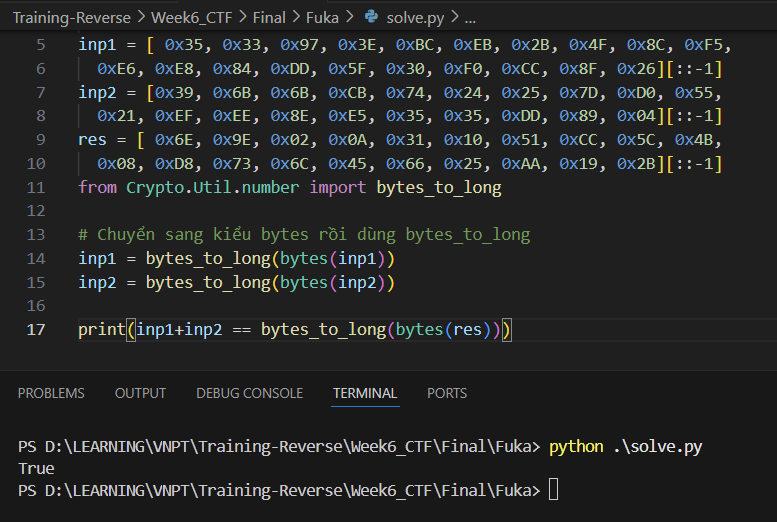 Training-Reverse > Week6_CTF > Final > Fuka > solve.py > ...
5 inp1 = [ 0x35, 0x33, 0x97, 0x3E, 0xBC, 0xEB, 0x2B, 0x4F, 0x8C, 0xF5,
6 0xE6, 0xE8, 0x84, 0xDD, 0x5F, 0x30, 0xF0, 0xCC, 0x8F, 0x26][::-1]
7 inp2 = [0x39, 0x6B, 0x6B, 0xCB, 0x74, 0x24, 0x25, 0x7D, 0xD0, 0x55,
8 0x21, 0xEF, 0xEE, 0x8E, 0xE5, 0x35, 0x35, 0xDD, 0x89, 0x04][::-1]
9 res = [ 0x6E, 0x9E, 0x02, 0x0A, 0x31, 0x10, 0x51, 0xCC, 0x5C, 0x4B,
10 0x08, 0xD8, 0x73, 0x6C, 0x45, 0x66, 0x25, 0xAA, 0x19, 0x2B][::-1]
11 from Crypto.Util.number import bytes_to_long
12
13 # Chuyển sang kiểu bytes rồi dùng bytes_to_long
14 inp1 = bytes_to_long(bytes(inp1))
15 inp2 = bytes_to_long(bytes(inp2))
16
17 print(inp1+inp2 == bytes_to_long(bytes(res)))
PROBLEMS OUTPUT DEBUG CONSOLE TERMINAL PORTS
PS D:\LEARNING\VNPT\Training-Reverse\Week6_CTF\Final\Fuka> python .\solve.py
True
PS D:\LEARNING\VNPT\Training-Reverse\Week6_CTF\Final\Fuka>